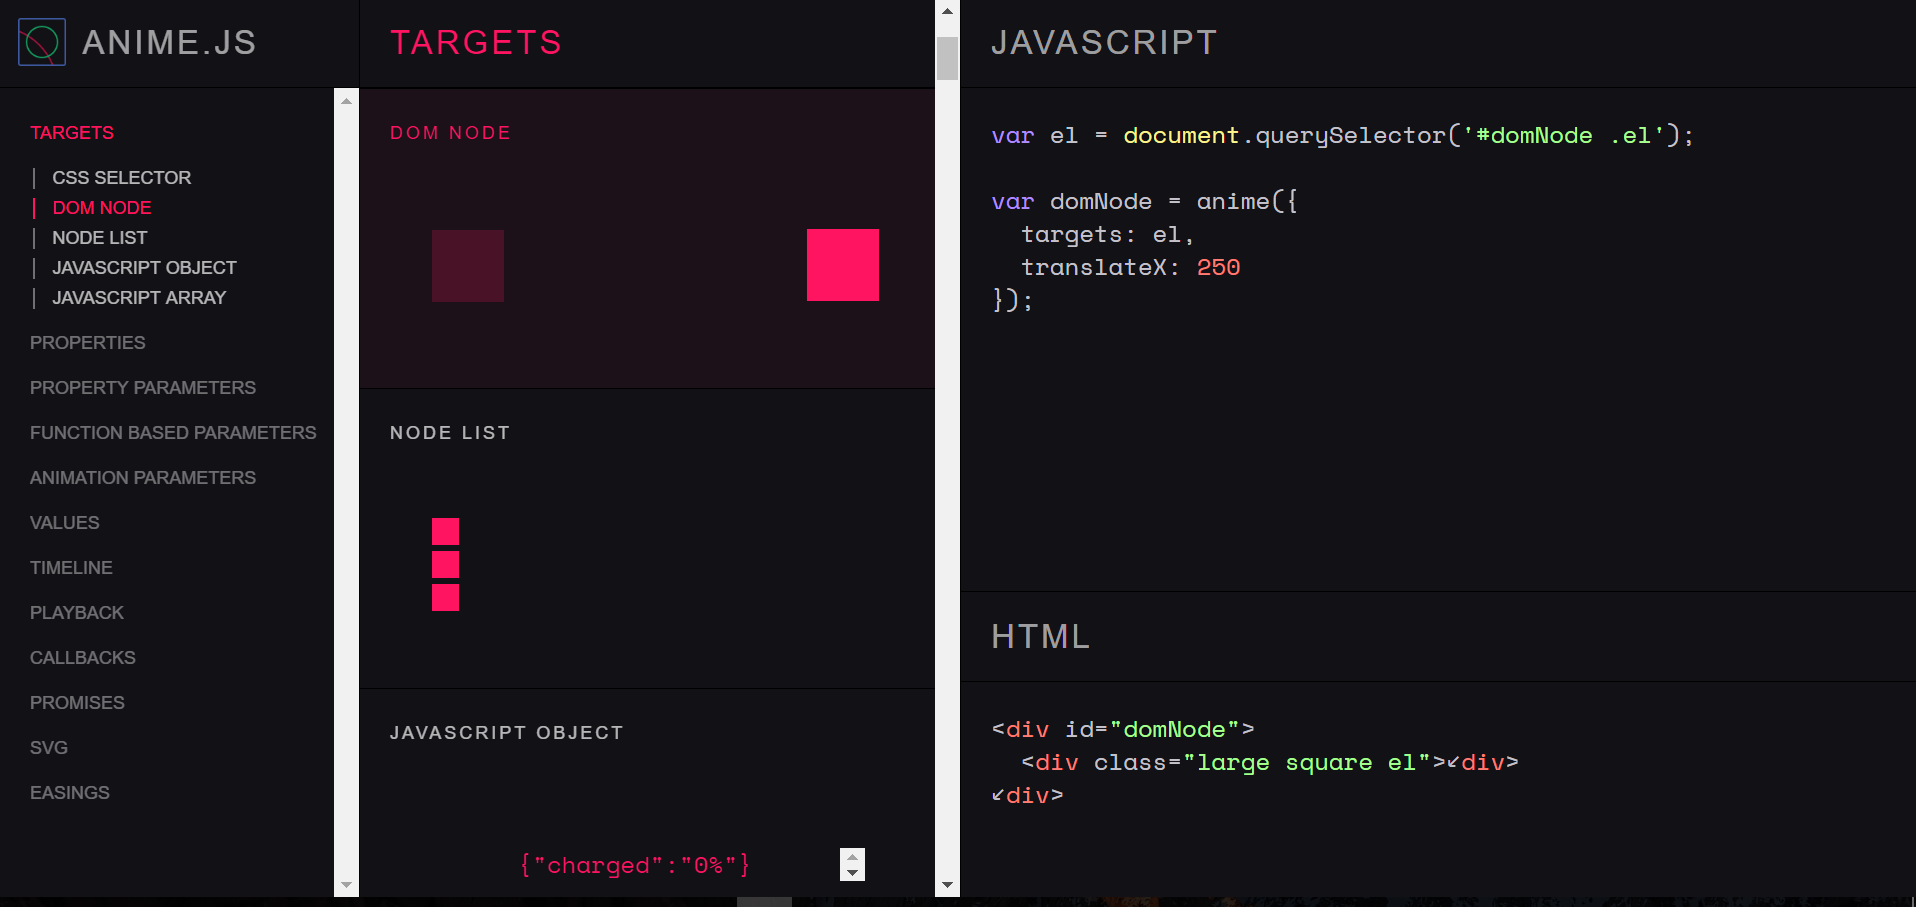 ANIME.JS
TARGETS
CSS SELECTOR
DOM NODE
NODE LIST
JAVASCRIPT OBJECT
JAVASCRIPT ARRAY
PROPERTIES
PROPERTY PARAMETERS
FUNCTION BASED PARAMETERS
ANIMATION PARAMETERS
VALUES
TIMELINE
PLAYBACK
CALLBACKS
PROMISES
SVG
EASINGS
TARGETS
DOM NODE
NODE LIST
JAVASCRIPT OBJECT
{"charged":"0%"}
JAVASCRIPT
var el = document.querySelector('#domNode .el');
var domNode = anime({
  targets: el,
  translateX: 250
});
HTML
<div id="domNode">
  <div class="large square el"></div>
</div>